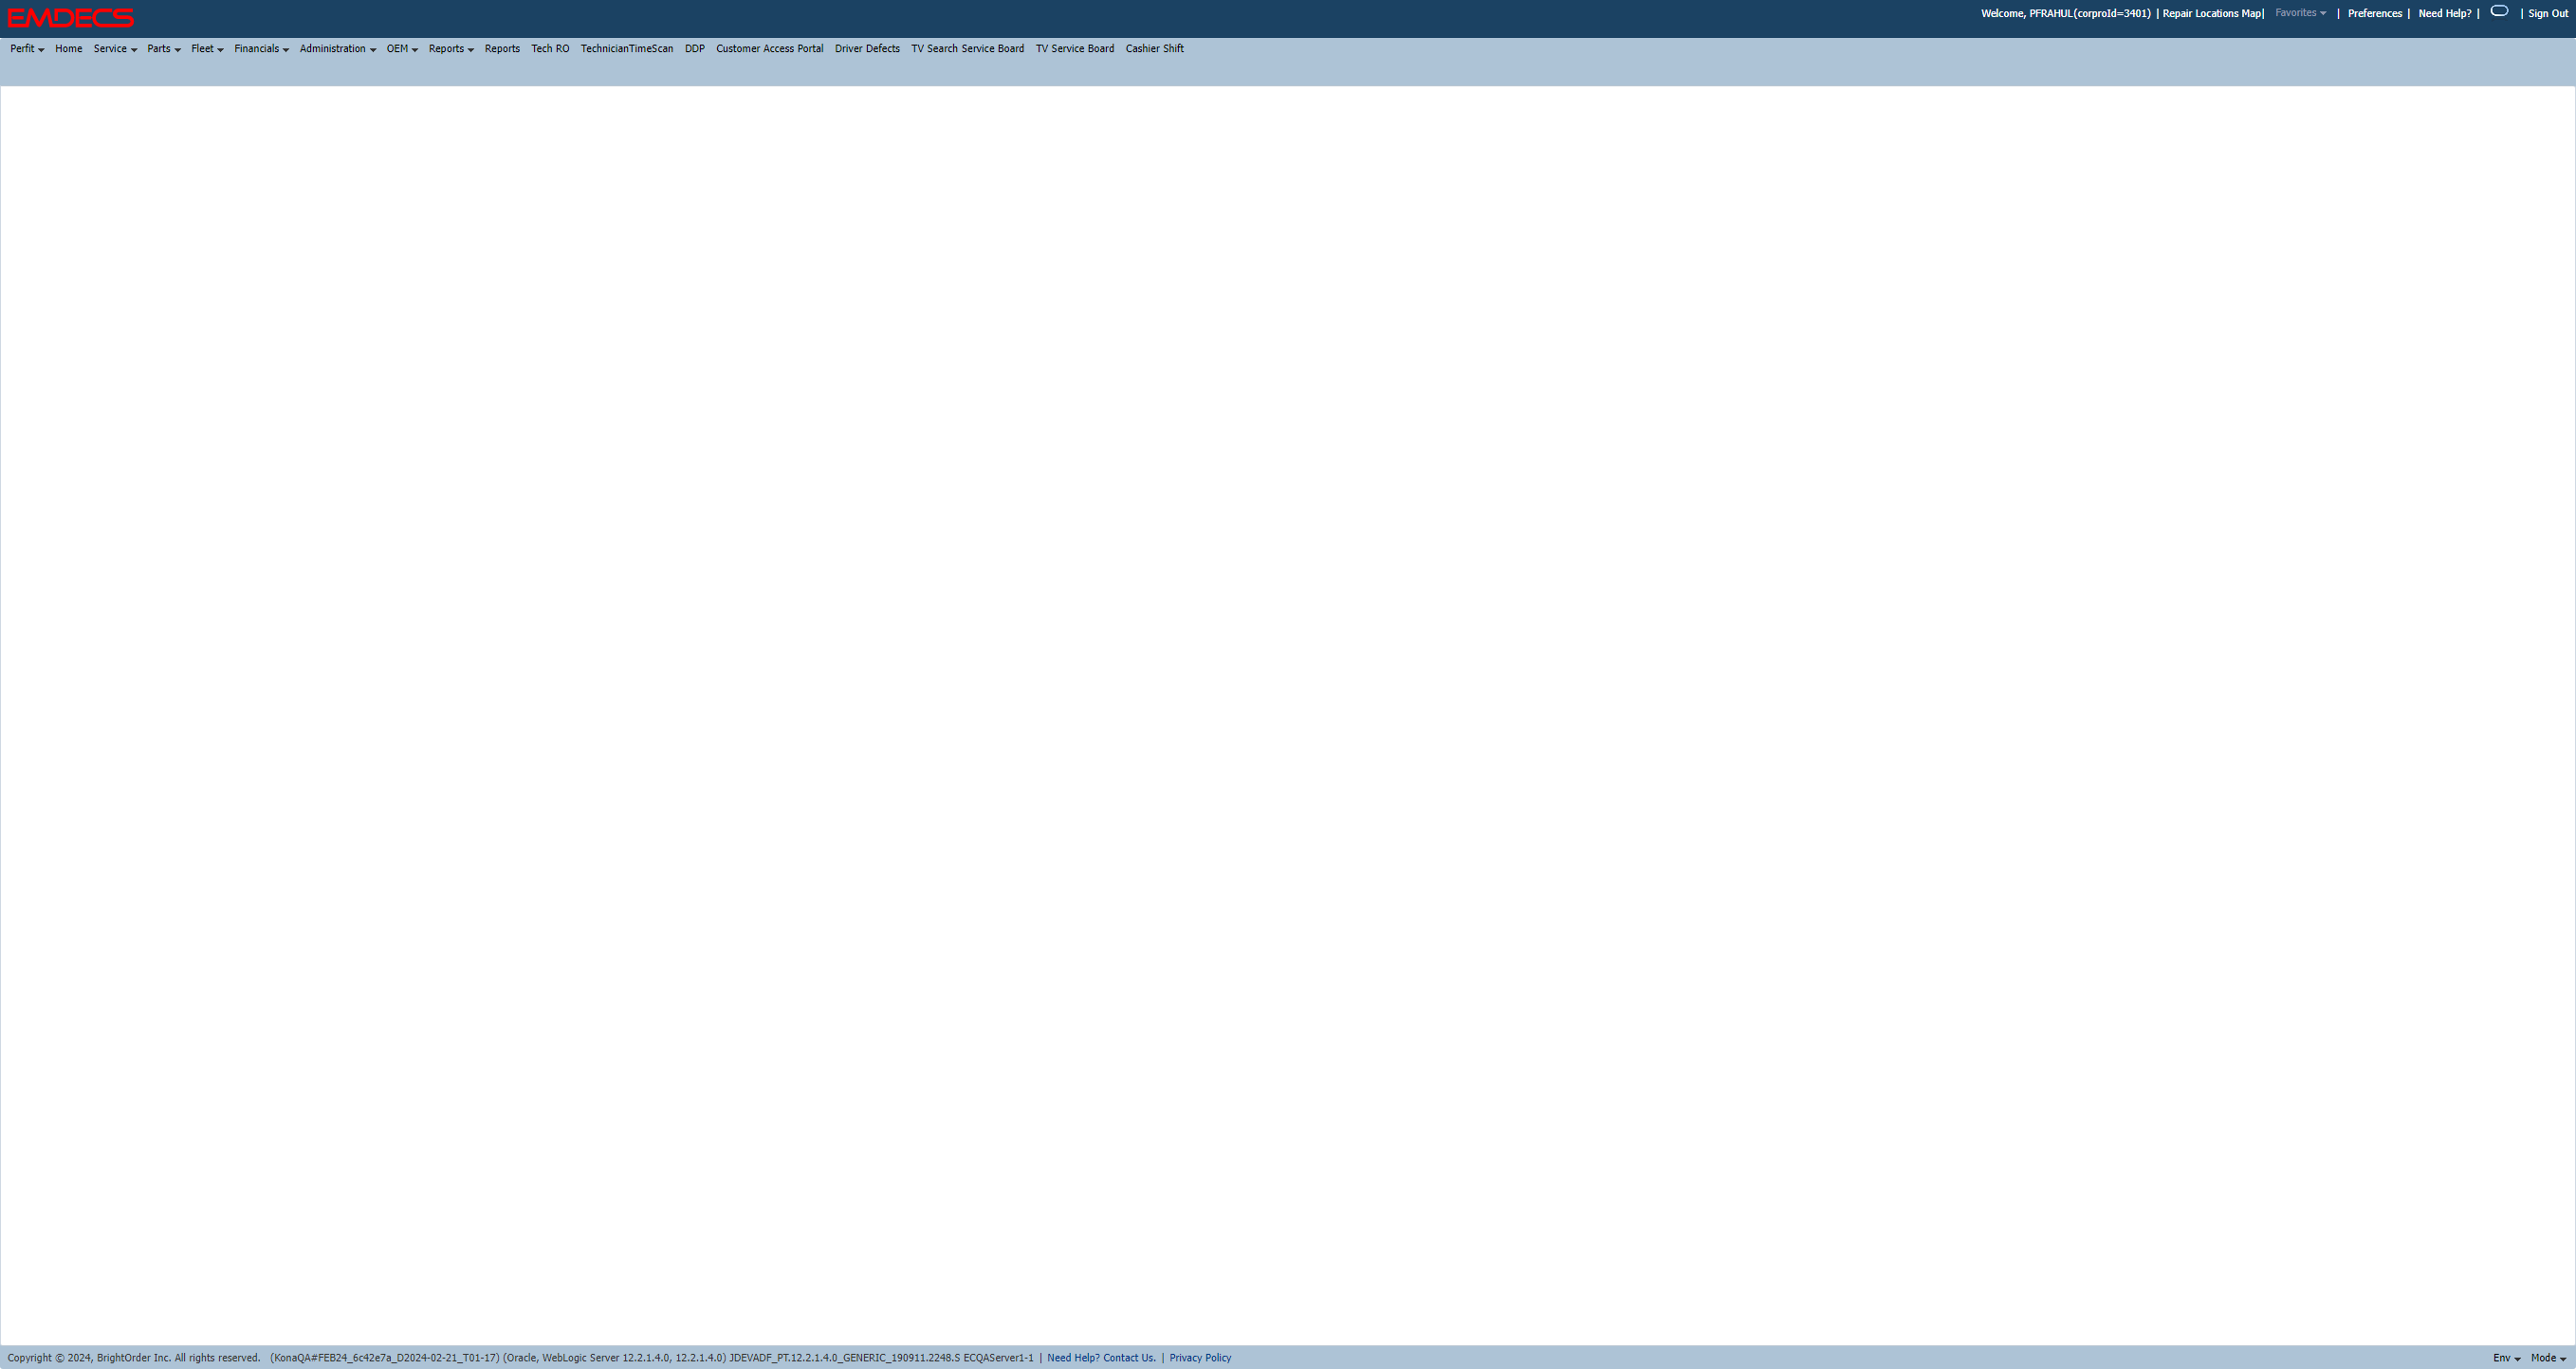 EMDECS
Welcome, PFRAHUL(corproId=3401) | Repair Locations Map| Favorites | Preferences | Need Help? | | Sign Out
Perfit Home Service Parts Fleet Financials Administration OEM Reports Reports Tech RO TechnicianTimeScan DDP Customer Access Portal Driver Defects TV Search Service Board TV Service Board Cashier Shift
Copyright © 2024, BrightOrder Inc. All rights reserved. (KonaQA#FEB24_6c42e7a_D2024-02-21_T01-17) (Oracle, WebLogic Server 12.2.1.4.0, 12.2.1.4.0) JDEVADF_PT.12.2.1.4.0_GENERIC_190911.2248.S ECQAServer1-1 | Need Help? Contact Us. | Privacy Policy
Env Mode